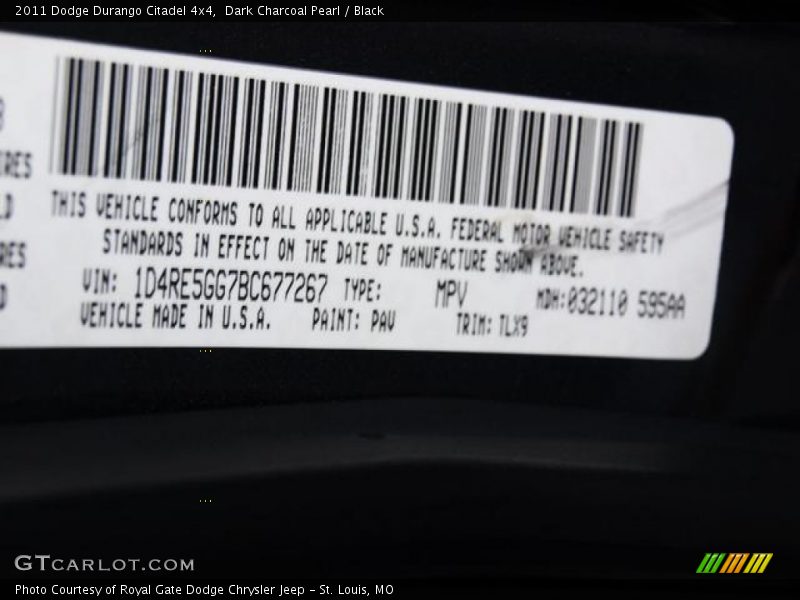 2011 Dodge Durango Citadel 4x4,  Dark Charcoal Pearl / Black
THIS VEHICLE CONFORMS TO ALL APPLICABLE U.S.A. FEDERAL MOTOR VEHICLE SAFETY
STANDARDS IN EFFECT ON THE DATE OF MANUFACTURE SHOWN ABOVE.
VIN: 1D4RE5GG7BC677267 TYPE: MPV MDH:032110 595AA
VEHICLE MADE IN U.S.A. PAINT: PAV TRIM: TLX9
GTCARLOT.COM
Photo Courtesy of Royal Gate Dodge Chrysler Jeep - St. Louis, MO